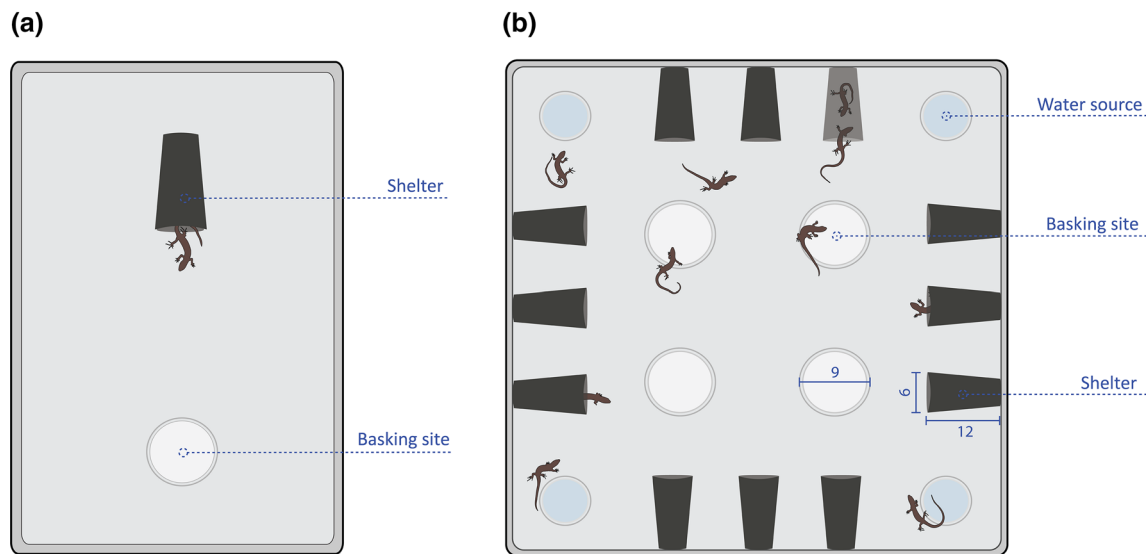 (a)
(b)
Water source
Shelter
Basking site
9
6
Shelter
12
Basking site